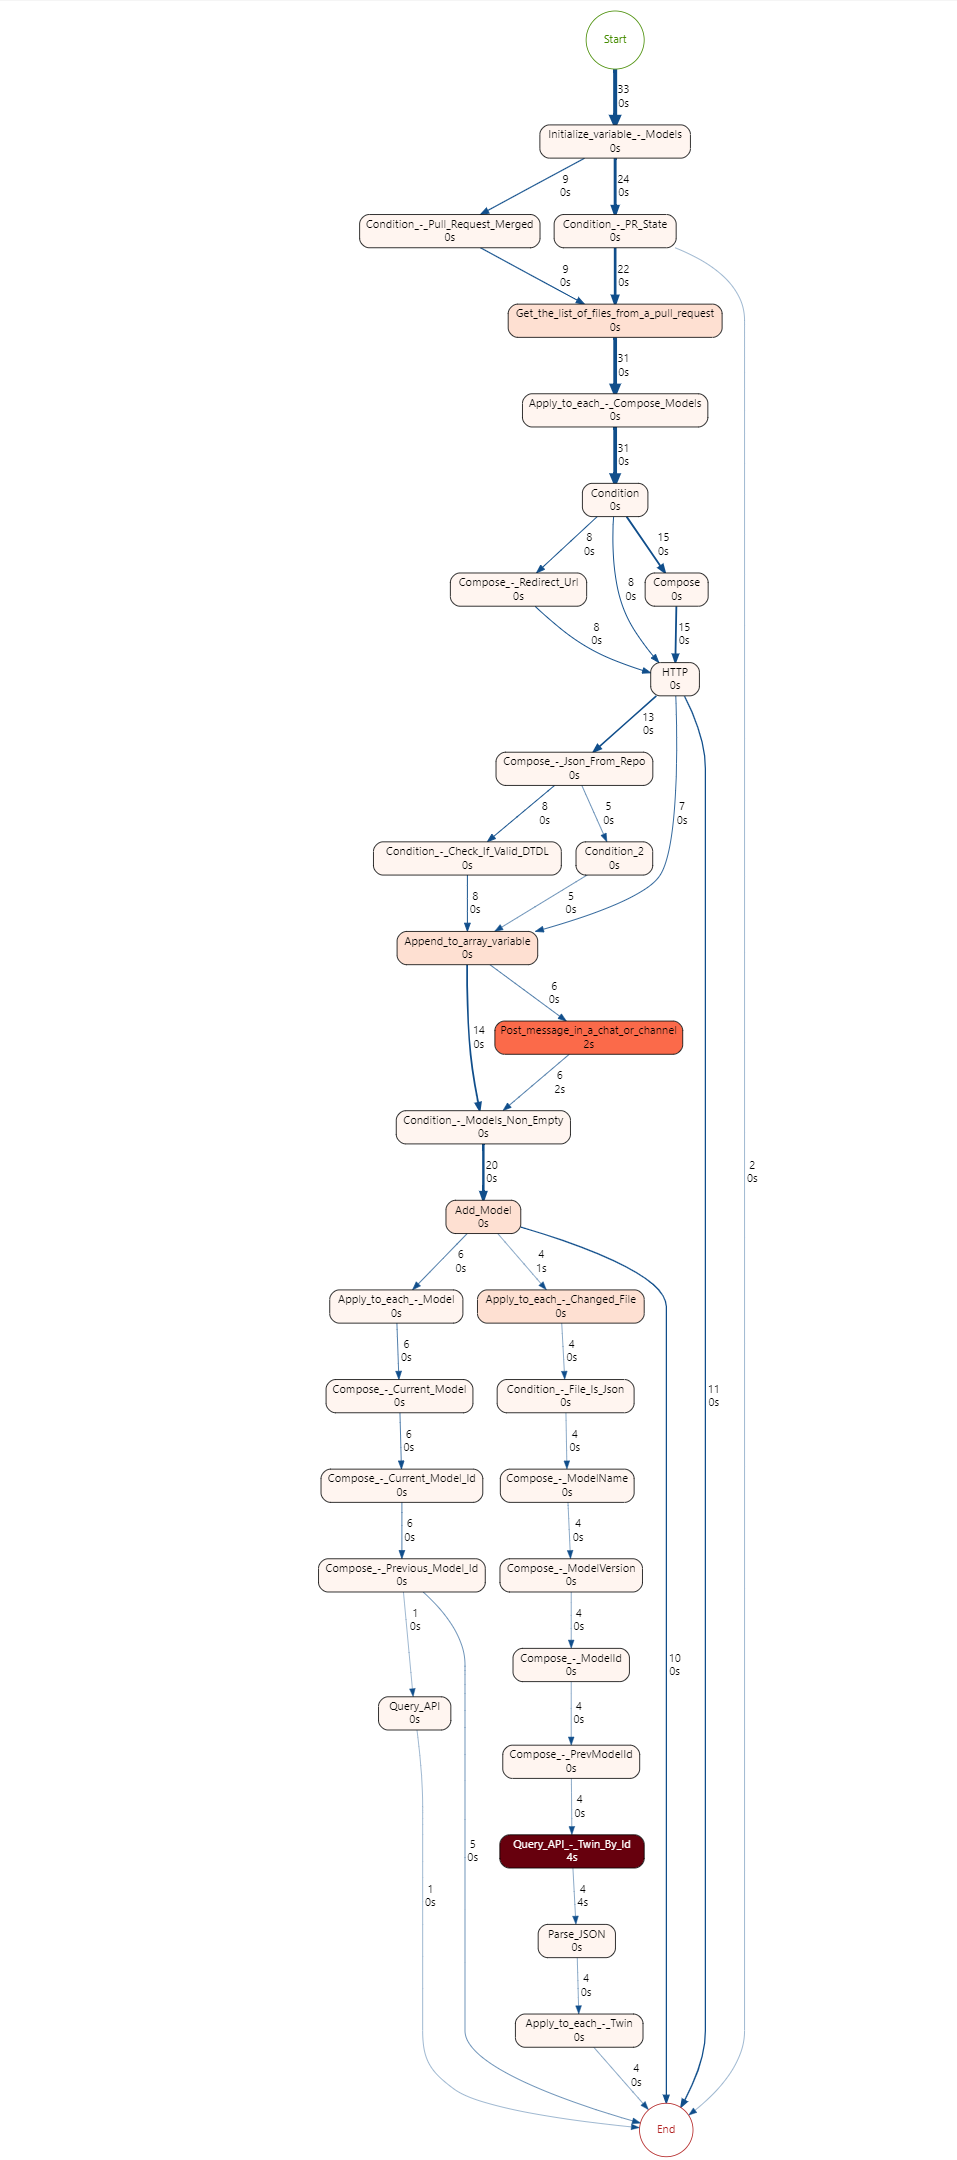 Start
33
0s
Initialize_variable_-_Models
0s
9
0s
24
0s
Condition_-_Pull_Request_Merged
0s
Condition_-_PR_State
0s
9
0s
22
0s
Get_the_list_of_files_from_a_pull_request
0s
31
0s
Apply_to_each_-_Compose_Models
0s
31
0s
Condition
0s
8
0s
15
0s
Compose_-_Redirect_Url
0s
8
0s
Compose
0s
8
0s
15
0s
HTTP
0s
13
0s
Compose_-_Json_From_Repo
0s
8
0s
5
0s
7
0s
Condition_-_Check_If_Valid_DTDL
0s
Condition_2
0s
8
0s
5
0s
Append_to_array_variable
0s
6
0s
14
0s
Post_message_in_a_chat_or_channel
2s
6
2s
Condition_-_Models_Non_Empty
0s
20
0s
2
0s
Add_Model
0s
6
0s
4
1s
Apply_to_each_-_Model
0s
Apply_to_each_-_Changed_File
0s
6
0s
4
0s
Compose_-_Current_Model
0s
Condition_-_File_Is_Json
0s
11
0s
6
0s
4
0s
Compose_-_Current_Model_Id
0s
Compose_-_ModelName
0s
6
0s
4
0s
Compose_-_Previous_Model_Id
0s
Compose_-_ModelVersion
0s
1
0s
4
0s
Compose_-_ModelId
0s
10
0s
Query_API
0s
4
0s
Compose_-_PrevModelId
0s
4
0s
Query_API_-_Twin_By_Id
4s
5
0s
1
0s
4
4s
Parse_JSON
0s
4
0s
Apply_to_each_-_Twin
0s
4
0s
End